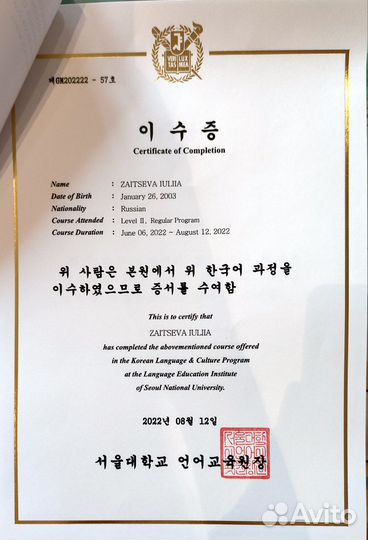 VERI LUX
TAS MEA
제GN202222 - 57호
이 수 증
Certificate of Completion
Name : ZAITSEVA IULIIA
Date of Birth : January 26, 2003
Nationality : Russian
Course Attended : Level II, Regular Program
Course Duration : June 06, 2022 ~ August 12, 2022
위 사람은 본원에서 위 한국어 과정을
이수하였으므로 증서를 수여함
This is to certify that
ZAITSEVA IULIIA
has completed the abovementioned course offered
in the Korean Language & Culture Program
at the Language Education Institute
of Seoul National University.
2022년 08월 12일
서울대학교 언어교육원장
Avito